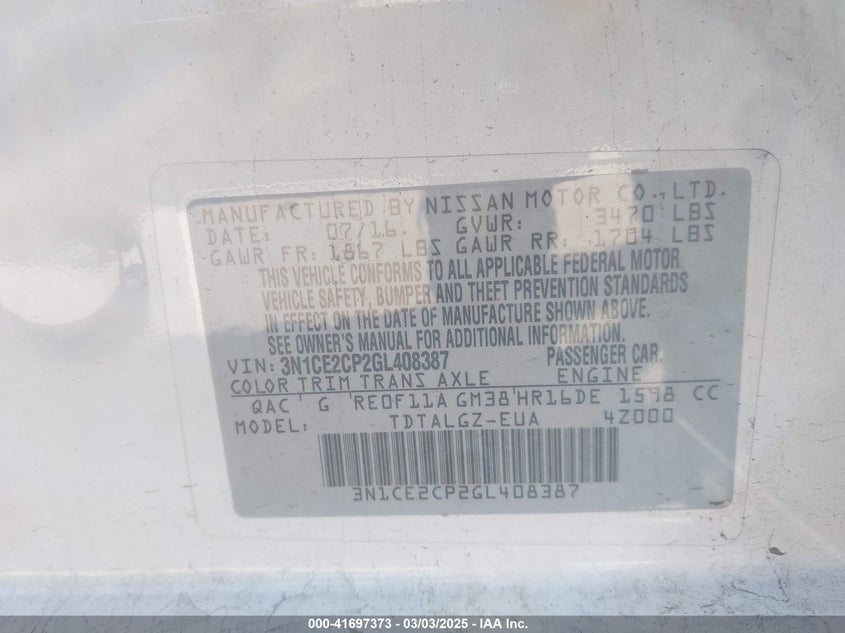 MANUFACTURED BY NISSAN MOTOR CO., LTD.
DATE: 07/16 GVWR: 3470 LBS
GAWR FR: 1867 LBS GAWR RR: 1704 LBS
THIS VEHICLE CONFORMS TO ALL APPLICABLE FEDERAL MOTOR
VEHICLE SAFETY, BUMPER AND THEFT PREVENTION STANDARDS
IN EFFECT ON THE DATE OF MANUFACTURE SHOWN ABOVE.
SEE OWNER'S MANUAL FOR ADDITIONAL INFORMATION.
VIN: 3N1CE2CP2GL408387 PASSENGER CAR.
COLOR TRIM TRANS AXLE ENGINE
QAC G RE0F11A GM38 HR16DE 1598 CC
MODEL: TDTALGZ-EUA 4Z000
3N1CE2CP2GL408387
000-41697373 — 03/03/2025 — IAA Inc.